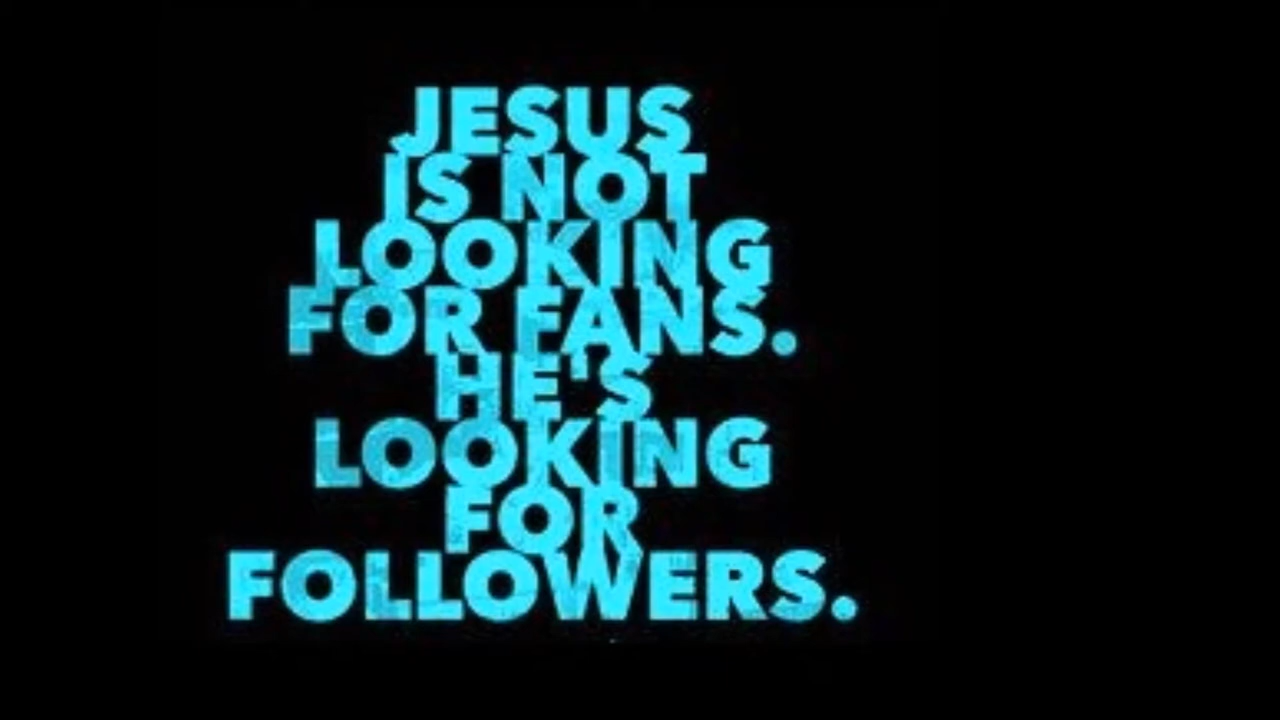 JESUS
IS NOT
LOOKING
FOR FANS.
HE'S
LOOKING
FOR
FOLLOWERS.